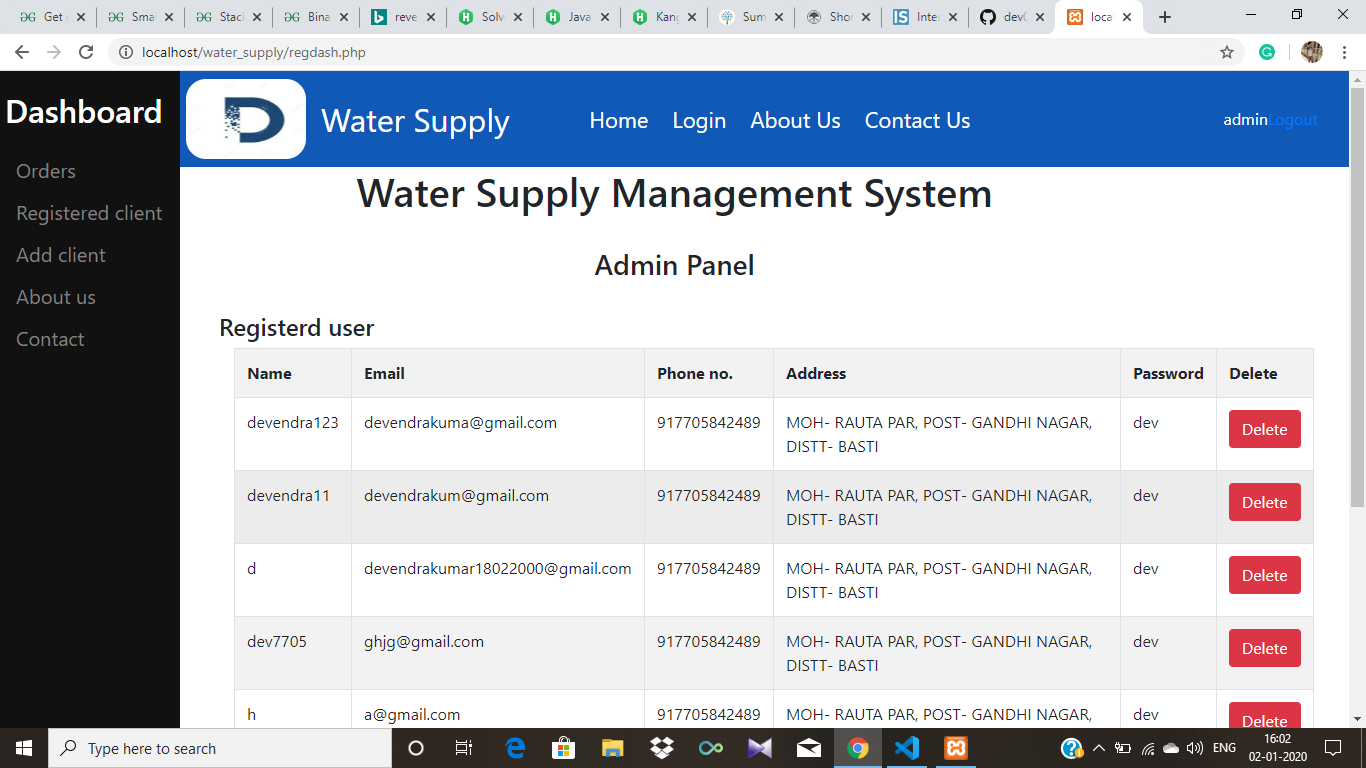 Get
Sma
Stac
Bina
reve
Solv
Java
Kang
Sum
Shor
Inter
dev0
loca
localhost/water_supply/regdash.php
Dashboard
Orders
Registered client
Add client
About us
Contact
D
Water Supply
Home Login About Us Contact Us
adminLogout
Water Supply Management System
Admin Panel
Registerd user
Name Email Phone no. Address Password Delete
devendra123 devendrakuma@gmail.com 917705842489 MOH- RAUTA PAR, POST- GANDHI NAGAR, dev Delete
DISTT- BASTI
devendra11 devendrakum@gmail.com 917705842489 MOH- RAUTA PAR, POST- GANDHI NAGAR, dev Delete
DISTT- BASTI
d devendrakumar18022000@gmail.com 917705842489 MOH- RAUTA PAR, POST- GANDHI NAGAR, dev Delete
DISTT- BASTI
dev7705 ghjg@gmail.com 917705842489 MOH- RAUTA PAR, POST- GANDHI NAGAR, dev Delete
DISTT- BASTI
h a@gmail.com 917705842489 MOH- RAUTA PAR, POST- GANDHI NAGAR, dev Delete
Type here to search
ENG
16:02
02-01-2020